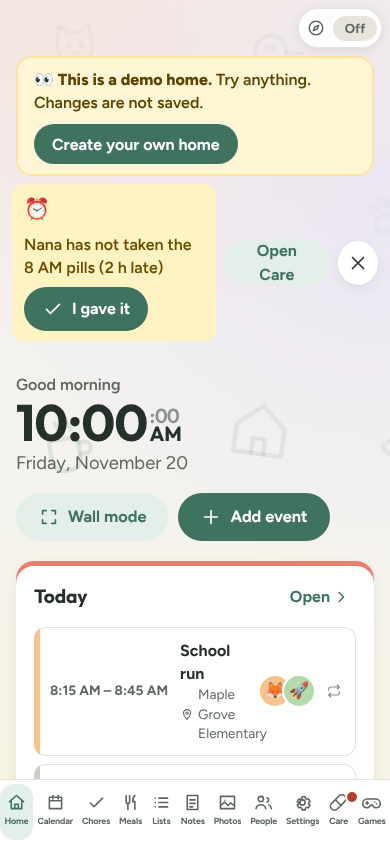 Off
👀 This is a demo home. Try anything.
Changes are not saved.
Create your own home
Nana has not taken the
8 AM pills (2 h late)
I gave it
Open
Care
Good morning
10:00:00
AM
Friday, November 20
Wall mode
Add event
Today
Open
School
run
8:15 AM – 8:45 AM
Maple
Grove
Elementary
Home
Calendar
Chores
Meals
Lists
Notes
Photos
People
Settings
Care
Games